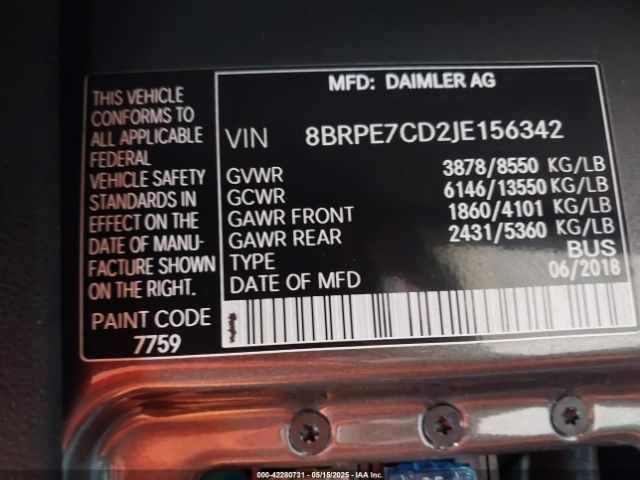 MFD: DAIMLER AG
THIS VEHICLE
CONFORMS TO
ALL APPLICABLE
FEDERAL
VEHICLE SAFETY
STANDARDS IN
EFFECT ON THE
DATE OF MANU-
FACTURE SHOWN
ON THE RIGHT.
PAINT CODE
7759
VIN 8BRPE7CD2JE156342
GVWR 3878/8550 KG/LB
GCWR 6146/13550 KG/LB
GAWR FRONT 1860/4101 KG/LB
GAWR REAR 2431/5360 KG/LB
TYPE BUS
DATE OF MFD 06/2018
000-42280731 - 05/15/2025 - IAA Inc.